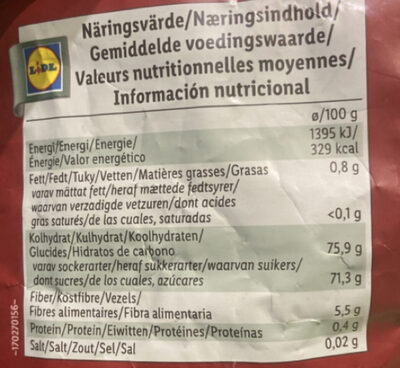 Näringsvärde/Næringsindhold/
Gemiddelde voedingswaarde/
LIDL
Valeurs nutritionnelles moyennes/
Información nutricional
ø/100 g
Energi/Energi/Energie/ 1395 kJ/
Énergie/Valor energético 329 kcal
Fett/Fedt/Tuky/Vetten/Matières grasses/Grasas 0,8 g
varav mättat fett/heraf mættede fedtsyrer/
waarvan verzadigde vetzuren/dont acides
gras saturés/de las cuales, saturadas <0,1 g
Kolhydrat/Kulhydrat/Koolhydraten/
Glucides/Hidratos de carbono 75,9 g
varav sockerarter/heraf sukkerarter/waarvan suikers/
dont sucres/de los cuales, azúcares 71,3 g
Fiber/Kostfibre/Vezels/
Fibres alimentaires/Fibra alimentaria 5,5 g
Protein/Protein/Eiwitten/Protéines/Proteínas 0,4 g
Salt/Salt/Zout/Sel/Sal 0,02 g
-170270156-